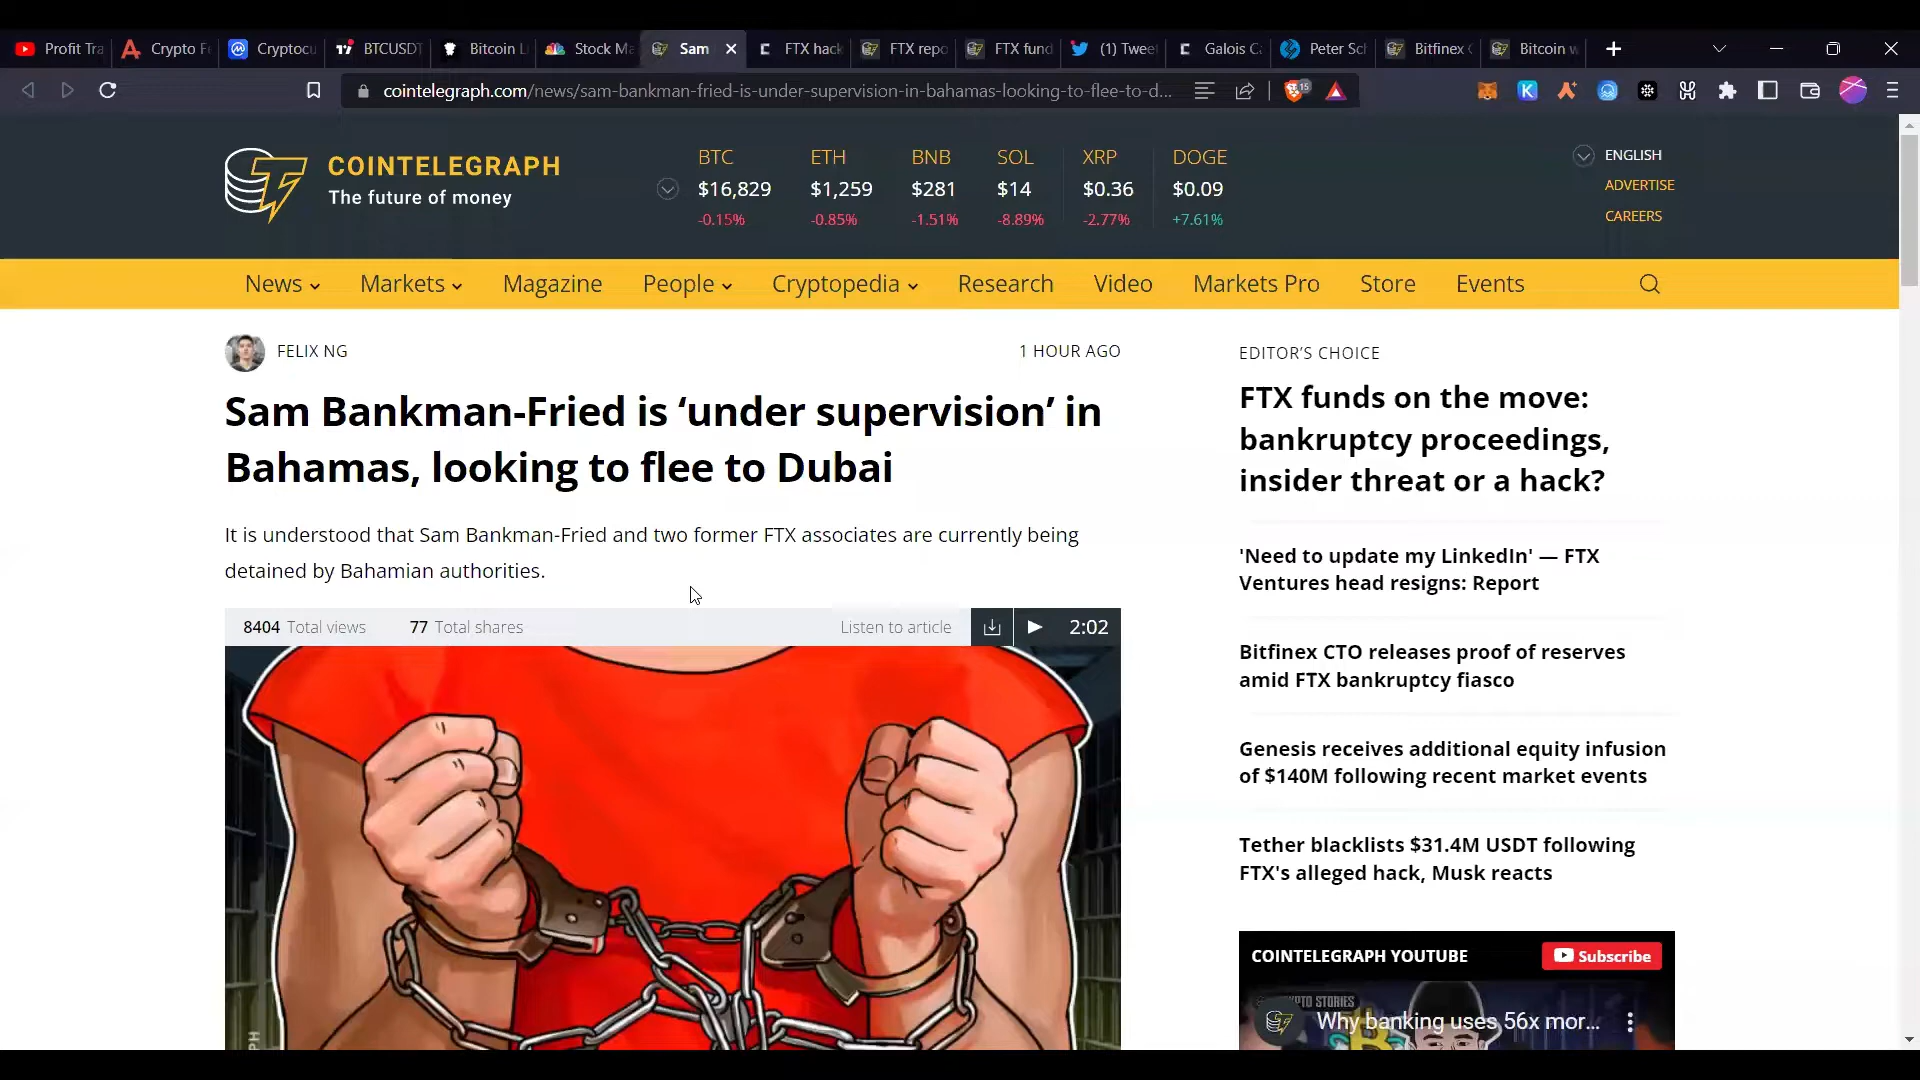 Profit Tra
Crypto F
Cryptocu
BTCUSDT
Bitcoin L
Stock Ma
Sam
FTX hack
FTX repo
FTX fund
(1) Twee
Galois Ca
Peter Sch
Bitfinex
Bitcoin w
cointelegraph.com/news/sam-bankman-fried-is-under-supervision-in-bahamas-looking-to-flee-to-d...
15
COINTELEGRAPH
The future of money
BTC ETH BNB SOL XRP DOGE
$16,829 $1,259 $281 $14 $0.36 $0.09
-0.15% -0.85% -1.51% -8.89% -2.77% +7.61%
ENGLISH
ADVERTISE
CAREERS
News Markets Magazine People Cryptopedia Research Video Markets Pro Store Events
FELIX NG
1 HOUR AGO
Sam Bankman-Fried is ‘under supervision’ in
Bahamas, looking to flee to Dubai
It is understood that Sam Bankman-Fried and two former FTX associates are currently being
detained by Bahamian authorities.
8404 Total views 77 Total shares
Listen to article 2:02
EDITOR’S CHOICE
FTX funds on the move:
bankruptcy proceedings,
insider threat or a hack?
'Need to update my LinkedIn' — FTX
Ventures head resigns: Report
Bitfinex CTO releases proof of reserves
amid FTX bankruptcy fiasco
Genesis receives additional equity infusion
of $140M following recent market events
Tether blacklists $31.4M USDT following
FTX's alleged hack, Musk reacts
COINTELEGRAPH YOUTUBE
Subscribe
Why banking uses 56x mor...